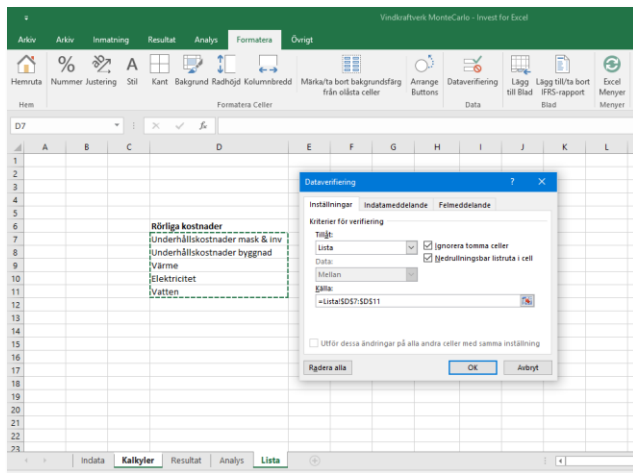 Vindkraftverk MonteCarlo - Invest for Excel
Arkiv Arkiv Inmatning Resultat Analys Formatera Övrigt
Hemruta Nummer Justering Stil Kant Bakgrund Radhöjd Kolumnbredd Märka/ta bort bakgrundsfärg från olåsta celler Arrange Buttons Dataverifiering Lägg till Blad Lägg till/ta bort IFRS-rapport Excel Menyer
Hem Formatera Celler Data Blad Menyer
D7 fx
A B C D E F G H I J K L
1
2
3
4
5
6 Rörliga kostnader
7 Underhållskostnader mask & inv
8 Underhållskostnader byggnad
9 Värme
10 Elektricitet
11 Vatten
12
13
14
15
16
17
18
19
20
21
22
23
Dataverifiering ? ×
Inställningar Indatameddelande Felmeddelande
Kriterier för verifiering
Tillåt:
Lista Ignorera tomma celler
Data: Nedrullningsbar listruta i cell
Mellan
Källa:
=Lista!$D$7:$D$11
Utför dessa ändringar på alla andra celler med samma inställning
Radera alla OK Avbryt
Indata Kalkyler Resultat Analys Lista